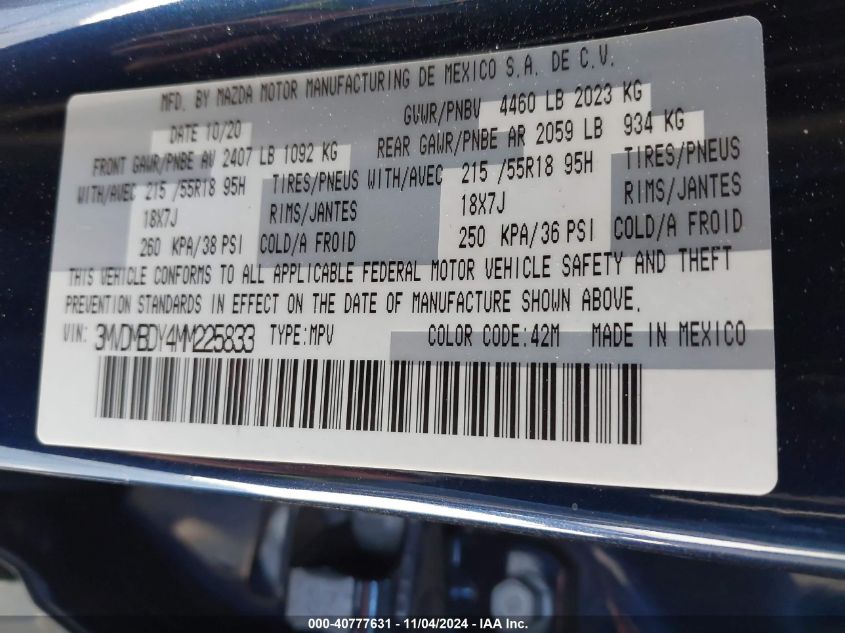 MFD. BY MAZDA MOTOR MANUFACTURING DE MEXICO S.A. DE C.V.
DATE 10/20 GVWR/PNBV 4460 LB 2023 KG
FRONT GAWR/PNBE AV 2407 LB 1092 KG REAR GAWR/PNBE AR 2059 LB 934 KG
WITH/AVEC 215 /55R18 95H TIRES/PNEUS WITH/AVEC 215 /55R18 95H TIRES/PNEUS
18X7J RIMS/JANTES 18X7J RIMS/JANTES
260 KPA/38 PSI COLD/A FROID 250 KPA/36 PSI COLD/A FROID
THIS VEHICLE CONFORMS TO ALL APPLICABLE FEDERAL MOTOR VEHICLE SAFETY AND THEFT
PREVENTION STANDARDS IN EFFECT ON THE DATE OF MANUFACTURE SHOWN ABOVE.
VIN: 3MVDMBDY4MM225833 TYPE:MPV COLOR CODE:42M MADE IN MEXICO
000-40777631 - 11/04/2024 - IAA Inc.